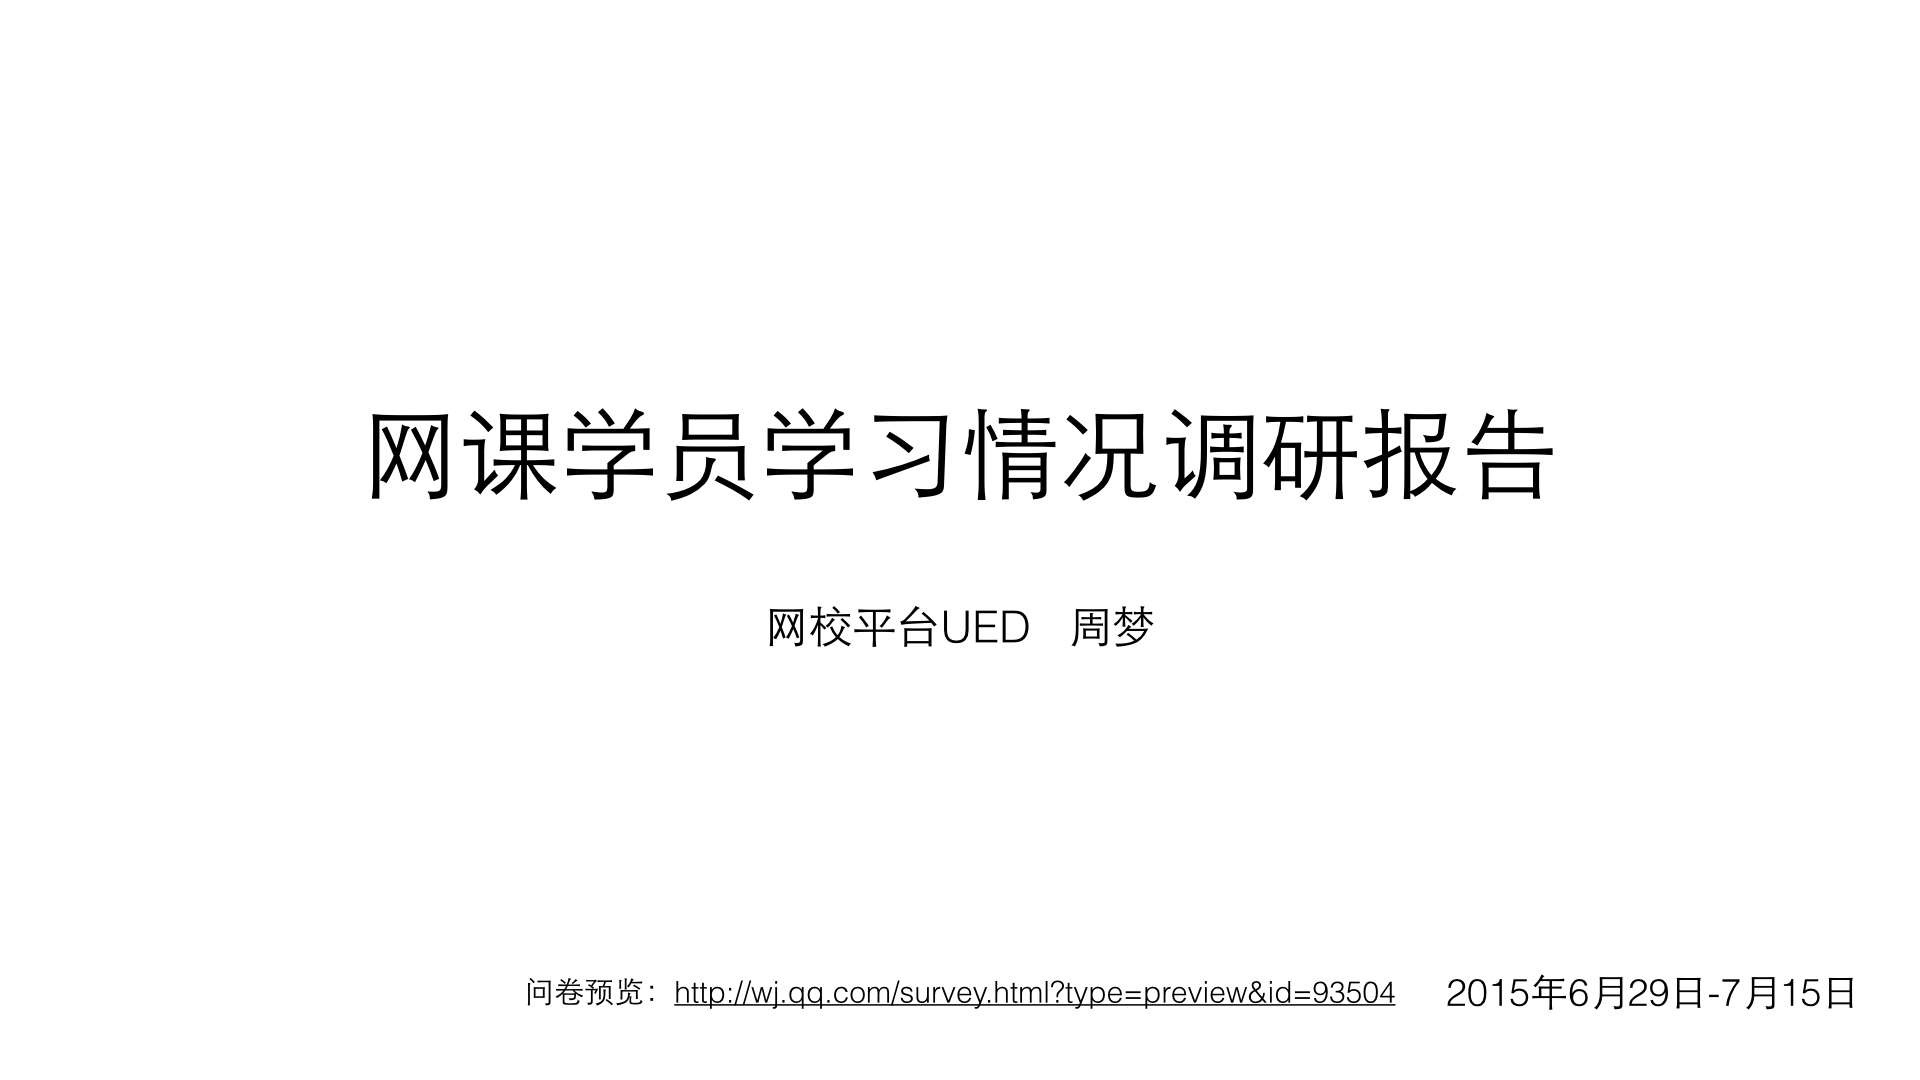 网课学员学习情况调研报告
网校平台UED 周梦
问卷预览：http://wj.qq.com/survey.html?type=preview&id=93504 2015年6月29日-7月15日